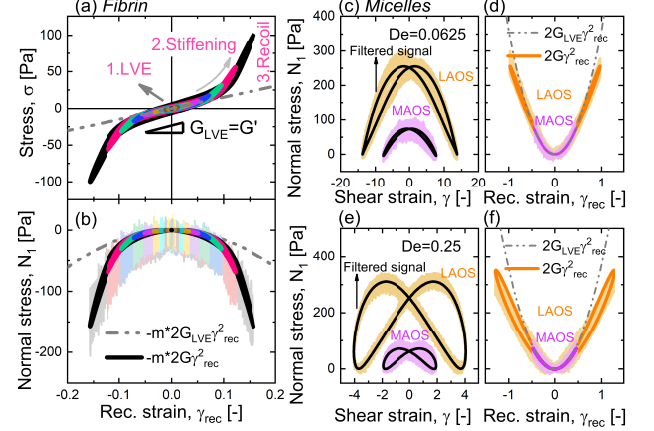 (a) Fibrin
Stress, σ [Pa]
100
50
0
-50
-100
1.LVE
2.Stiffening
3.Recoil
G_LVE=G'
(b)
Normal stress, N₁ [Pa]
0
-100
-200
-m*2G_LVEγ²_rec
-m*2Gγ²_rec
-0.2 -0.1 0.0 0.1 0.2
Rec. strain, γ_rec [-]
(c) Micelles
Normal stress, N₁ [Pa]
400
300
200
100
0
De=0.0625
Filtered signal
LAOS
MAOS
-20 -10 0 10 20
Shear strain, γ [-]
(d)
2G_LVEγ²_rec
2Gγ²_rec
LAOS
MAOS
-1 0 1
Rec. strain, γ_rec [-]
(e)
Normal stress, N₁ [Pa]
400
200
0
De=0.25
Filtered signal
LAOS
MAOS
-4 -2 0 2 4
Shear strain, γ [-]
(f)
2G_LVEγ²_rec
2Gγ²_rec
LAOS
MAOS
-1 0 1
Rec. strain, γ_rec [-]